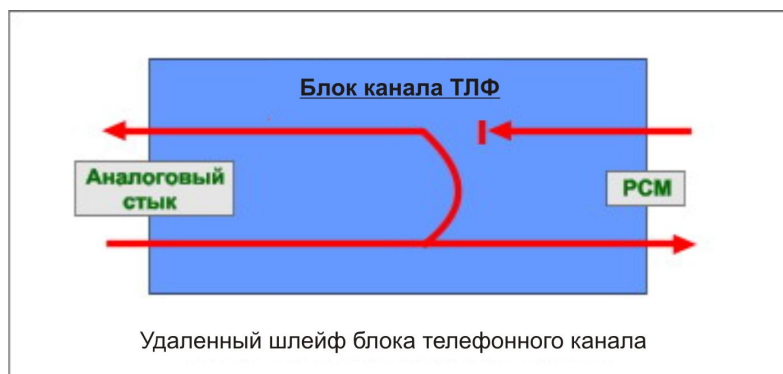 Блок канала ТЛФ
Аналоговый
стык
PCM
Удаленный шлейф блока телефонного канала